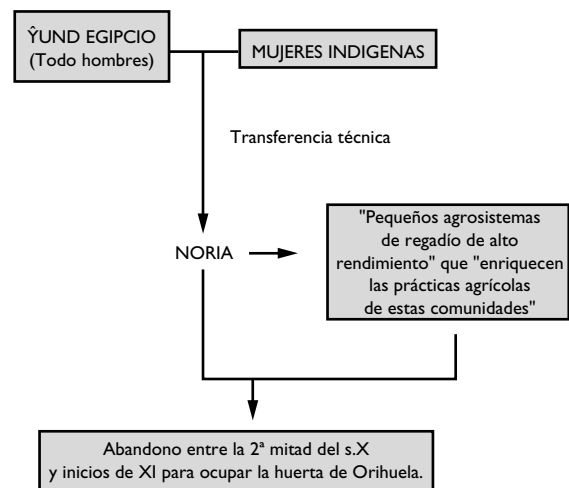 ŶUND EGIPCIO
(Todo hombres)
MUJERES INDIGENAS
Transferencia técnica
NORIA
"Pequeños agrosistemas
de regadío de alto
rendimiento" que "enriquecen
las prácticas agrícolas
de estas comunidades"
Abandono entre la 2ª mitad del s.X
y inicios de XI para ocupar la huerta de Orihuela.